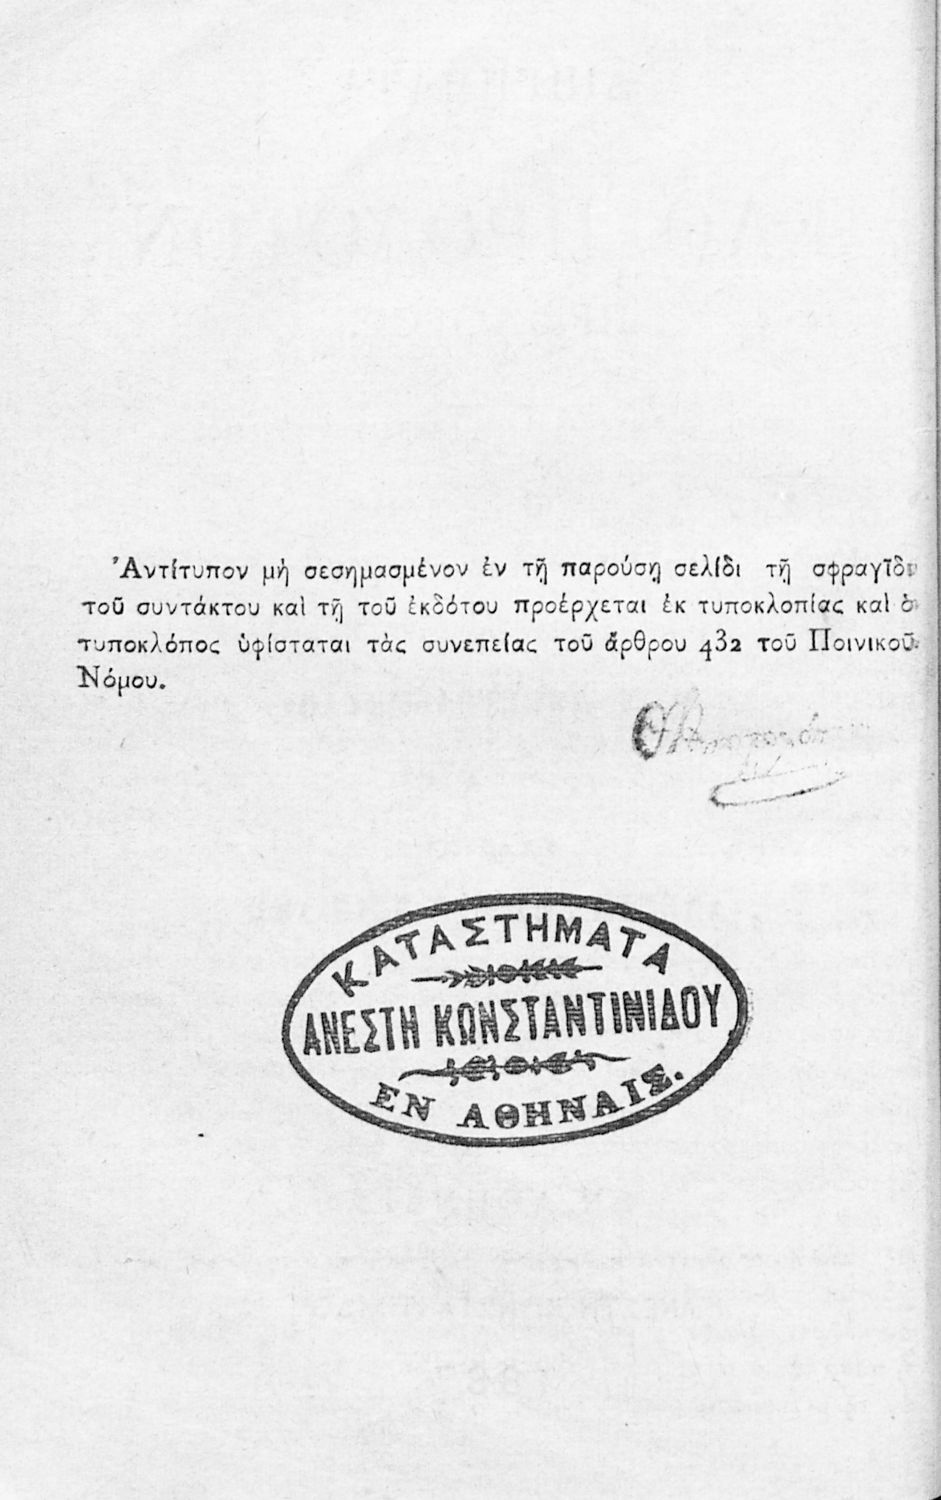 Ἀντίτυπον μὴ σεσημασμένον ἐν τῇ παρούσῃ σελίδι τῇ σφραγῖδι
τοῦ συντάκτου καὶ τῇ τοῦ ἐκδότου προέρχεται ἐκ τυποκλοπίας καὶ ὁ
τυποκλόπος ὑφίσταται τὰς συνεπείας τοῦ ἄρθρου 432 τοῦ Ποινικοῦ
Νόμου.
ΚΑΤΑΣΤΗΜΑΤΑ
ΑΝΕΣΤΗ ΚΩΝΣΤΑΝΤΙΝΙΔΟΥ
ΕΝ ΑΘΗΝΑΙΣ.